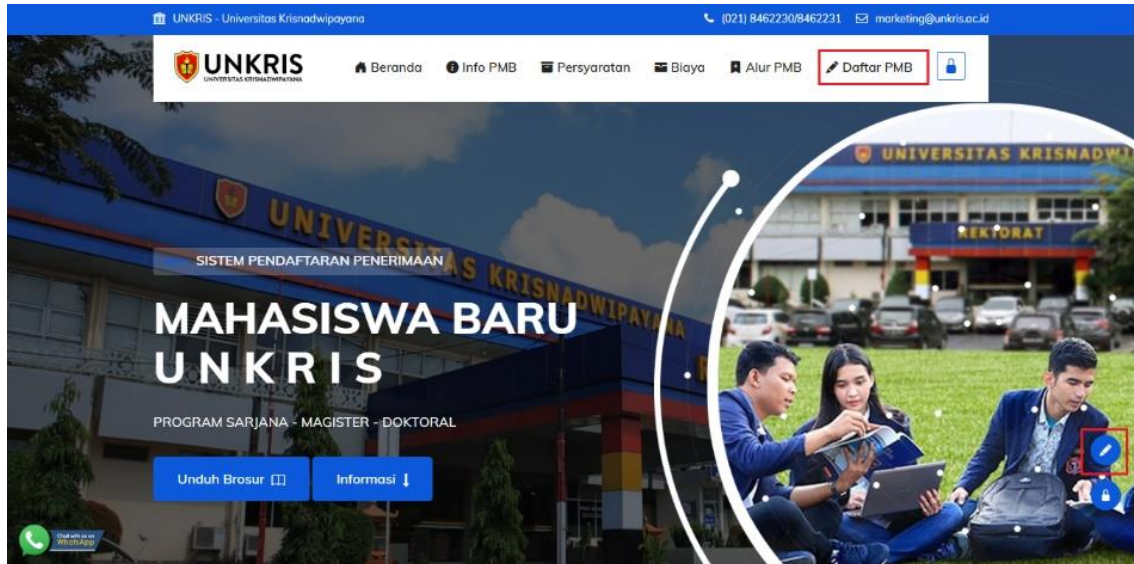 UNKRIS - Universitas Krisnadwipayana
(021) 8462230/8462231
marketing@unkris.ac.id
UNKRIS
UNIVERSITAS KRISNADWIPAYANA
Beranda
Info PMB
Persyaratan
Biaya
Alur PMB
Daftar PMB
UNIVERSITAS KRISNADWIPAYANA
UNIVERSITAS KRISNADWI
REKTORAT
SISTEM PENDAFTARAN PENERIMAAN
MAHASISWA BARU
UNKRIS
PROGRAM SARJANA - MAGISTER - DOKTORAL
Unduh Brosur
Informasi
Chat with us on
WhatsApp